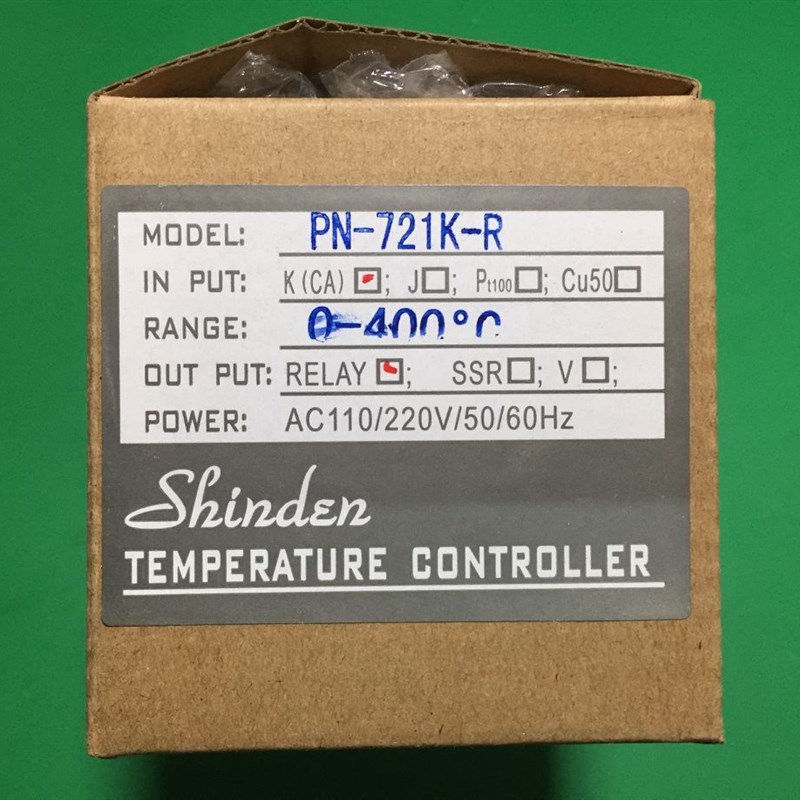 MODEL: PN-721K-R
IN PUT: K(CA) ☑; J☐; Pt100☐; Cu50☐
RANGE: 0-400°C
OUT PUT: RELAY ☑; SSR☐; V☐;
POWER: AC110/220V/50/60Hz
Shinden
TEMPERATURE CONTROLLER